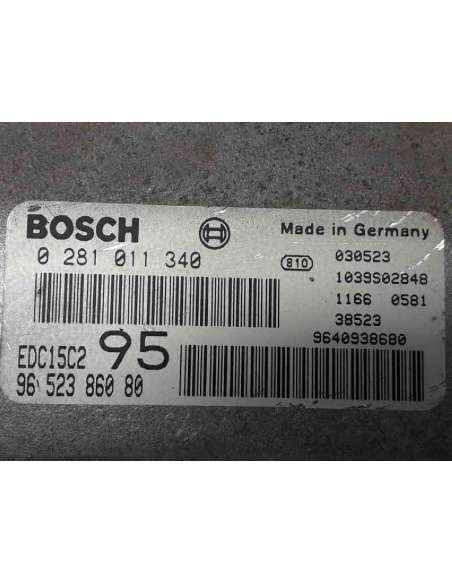 BOSCH
Made in Germany
0 281 011 340
810
030523
1039S02848
1166 0581
38523
9640938680
EDC15C2 95
96 523 860 80